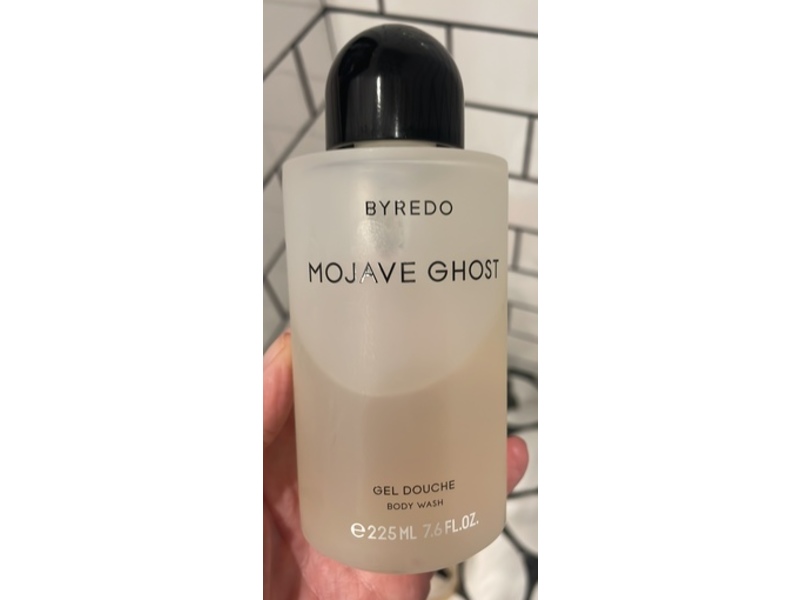 BYREDO
MOJAVE GHOST
GEL DOUCHE
BODY WASH
℮225 ML 7.6 FL.OZ.